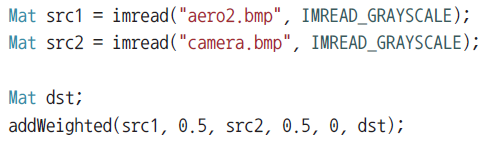 Mat src1 = imread("aero2.bmp", IMREAD_GRAYSCALE);
Mat src2 = imread("camera.bmp", IMREAD_GRAYSCALE);
Mat dst;
addWeighted(src1, 0.5, src2, 0.5, 0, dst);